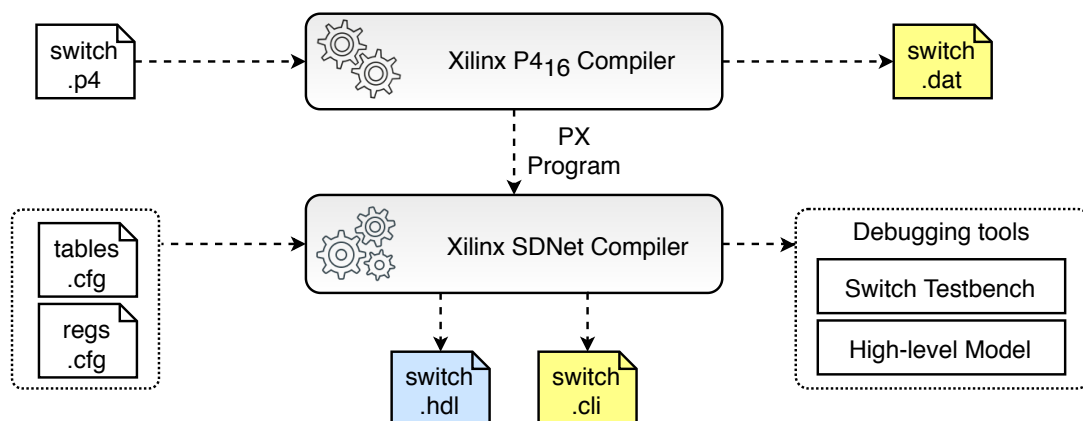 switch
.p4
Xilinx P4₁₆ Compiler
switch
.dat
PX
Program
tables
.cfg
regs
.cfg
Xilinx SDNet Compiler
Debugging tools
Switch Testbench
High-level Model
switch
.hdl
switch
.cli